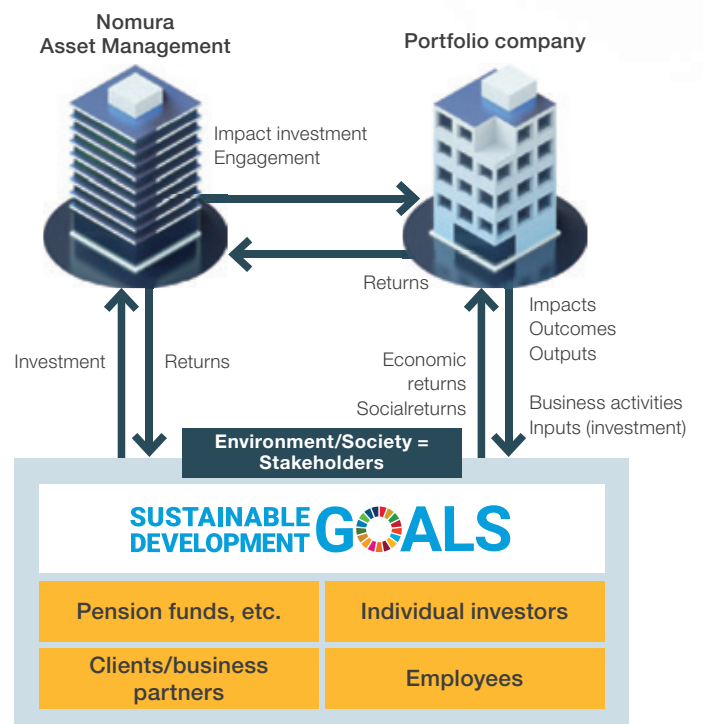 Nomura
Asset Management
Portfolio company
Impact investment
Engagement
Returns
Investment
Returns
Economic
returns
Socialreturns
Impacts
Outcomes
Outputs
Business activities
Inputs (investment)
Environment/Society =
Stakeholders
SUSTAINABLE
DEVELOPMENT
GOALS
Pension funds, etc.
Individual investors
Clients/business
partners
Employees